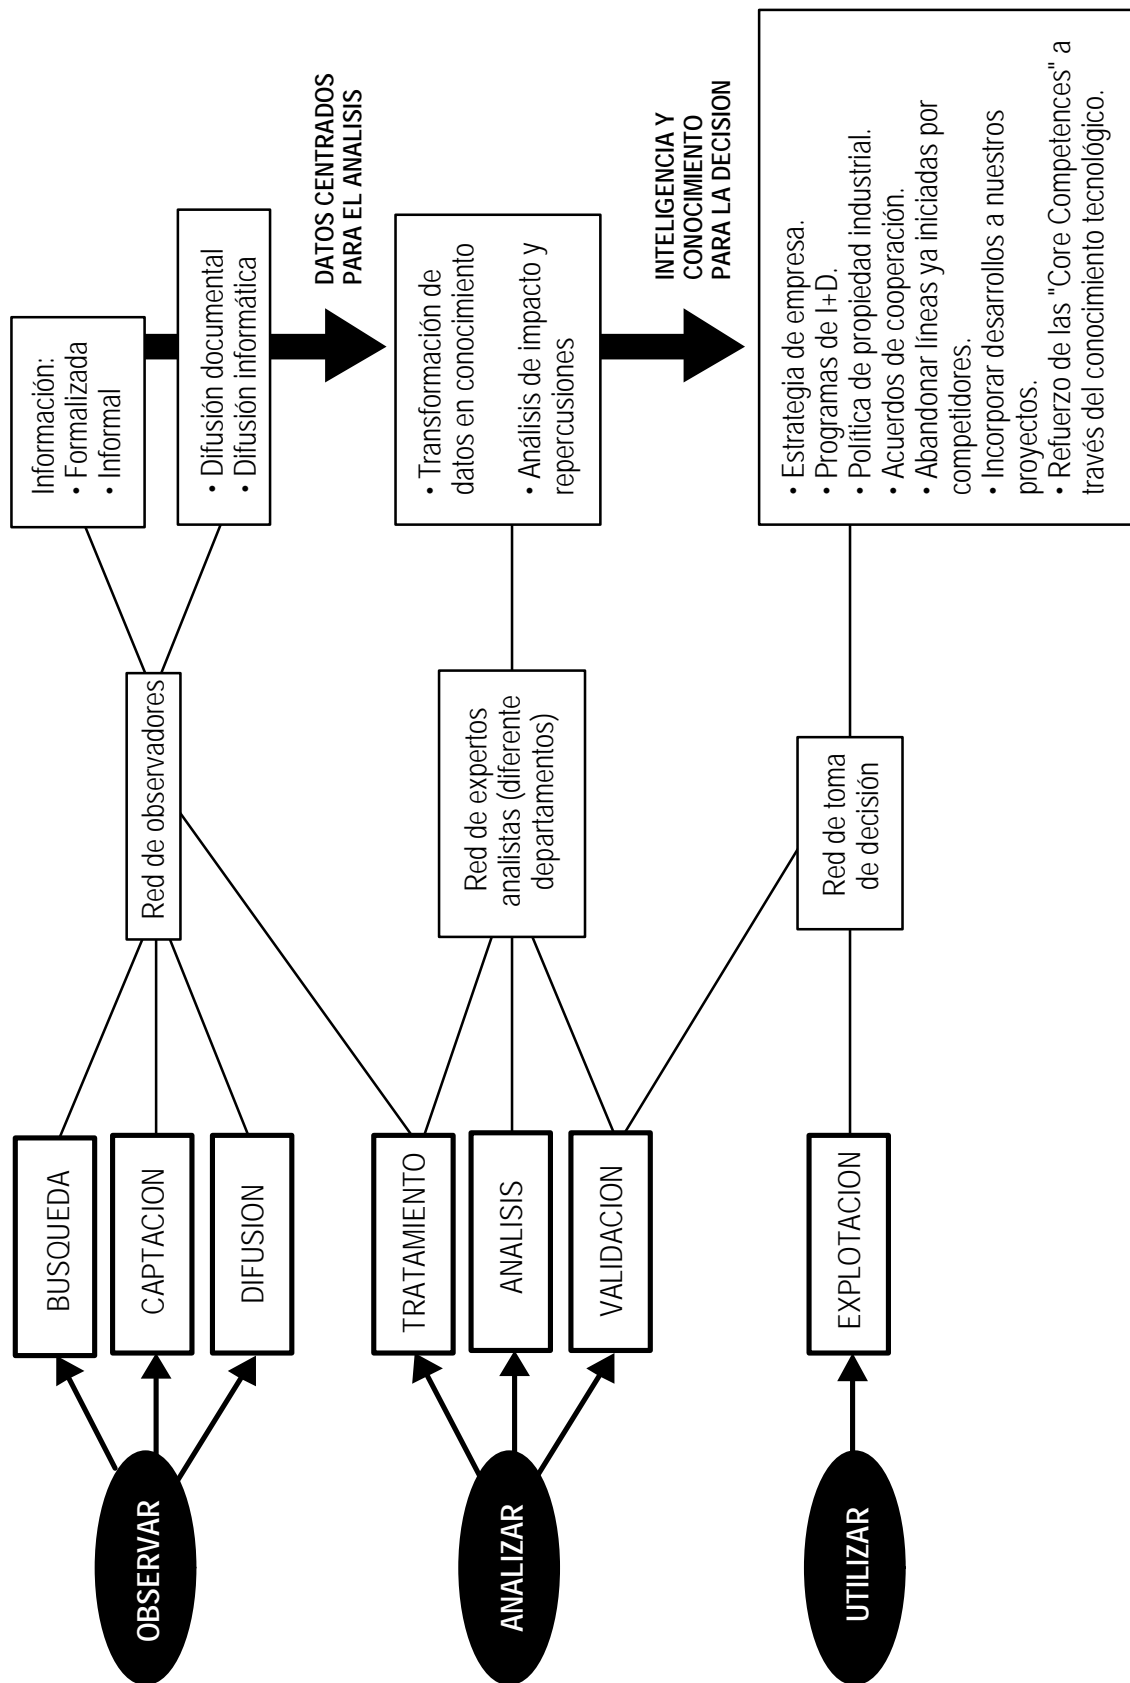 OBSERVAR
BUSQUEDA
CAPTACION
DIFUSION
Red de observadores
Información:
• Formalizada
• Informal
• Difusión documental
• Difusión informática
DATOS CENTRADOS
PARA EL ANALISIS
ANALIZAR
TRATAMIENTO
ANALISIS
VALIDACION
Red de expertos
analistas (diferente
departamentos)
• Transformación de
datos en conocimiento
• Análisis de impacto y
repercusiones
INTELIGENCIA Y
CONOCIMIENTO
PARA LA DECISION
UTILIZAR
EXPLOTACION
Red de toma
de decisión
• Estrategia de empresa.
• Programas de I+D.
• Política de propiedad industrial.
• Acuerdos de cooperación.
• Abandonar líneas ya iniciadas por
competidores.
• Incorporar desarrollos a nuestros
proyectos.
• Refuerzo de las "Core Competences" a
través del conocimiento tecnológico.